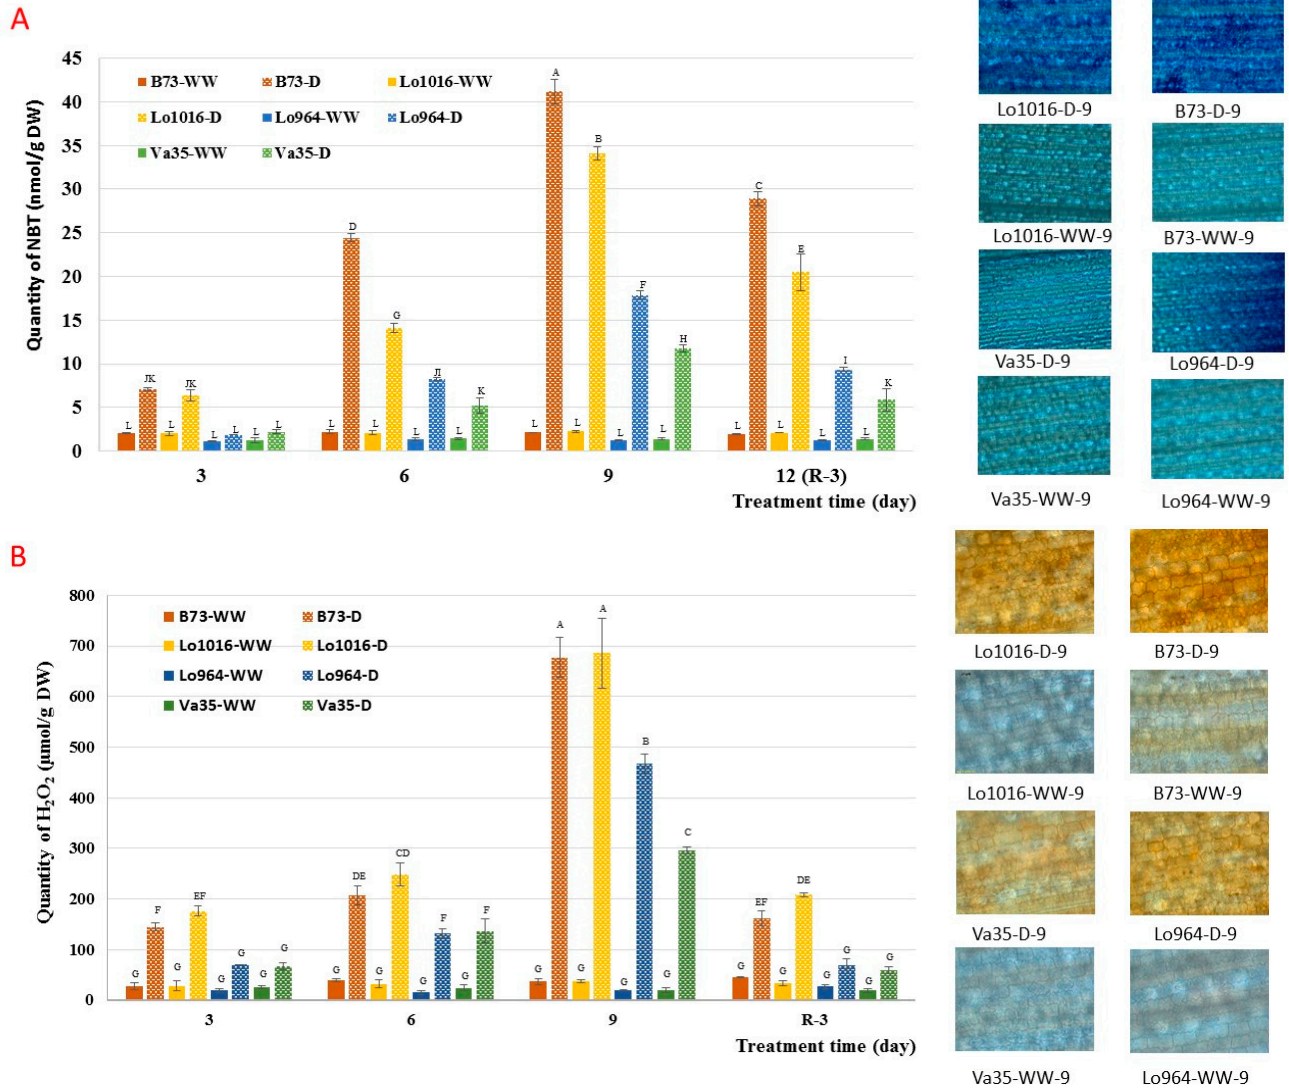 A
Quantity of NBT (nmol/g DW)
45
40
35
30
25
20
15
10
5
0
B73-WW B73-D Lo1016-WW
Lo1016-D Lo964-WW Lo964-D
Va35-WW Va35-D
L JK L JK L L L L
L D L G L JI L K
L A L B L F L H
L C L E L I L K
3 6 9 12 (R-3)
Treatment time (day)
Lo1016-D-9 B73-D-9
Lo1016-WW-9 B73-WW-9
Va35-D-9 Lo964-D-9
Va35-WW-9 Lo964-WW-9
B
Quantity of H₂O₂ (µmol/g DW)
800
700
600
500
400
300
200
100
0
B73-WW B73-D
Lo1016-WW Lo1016-D
Lo964-WW Lo964-D
Va35-WW Va35-D
G F G EF G G G G
G DE G CD G F G F
G A G A G B G C
G EF G DE G G G G
3 6 9 R-3
Treatment time (day)
Lo1016-D-9 B73-D-9
Lo1016-WW-9 B73-WW-9
Va35-D-9 Lo964-D-9
Va35-WW-9 Lo964-WW-9